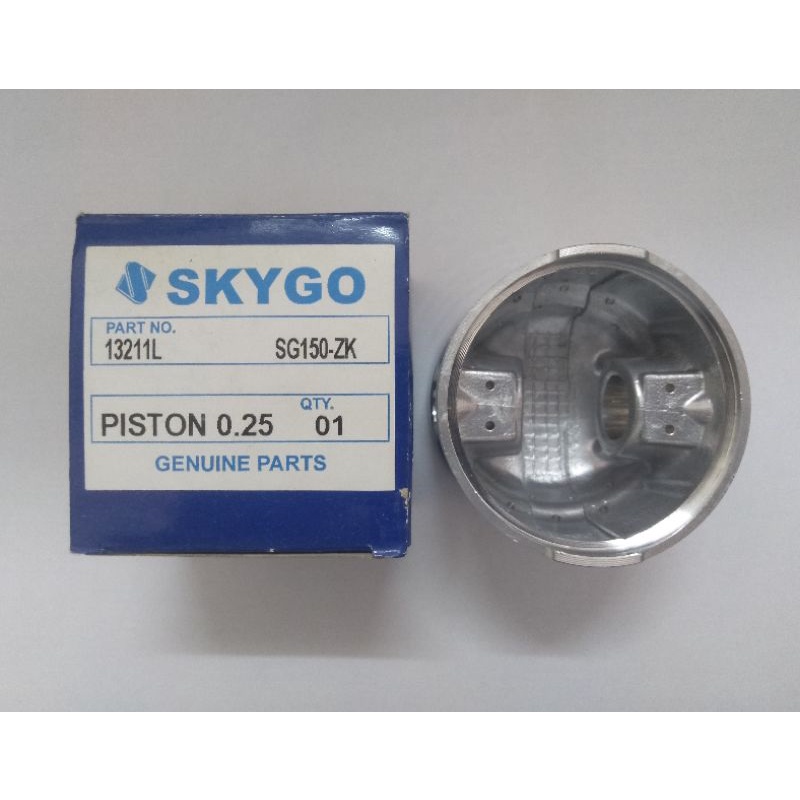 SKYGO
PART NO.
13211L SG150-ZK
QTY.
PISTON 0.25 01
GENUINE PARTS